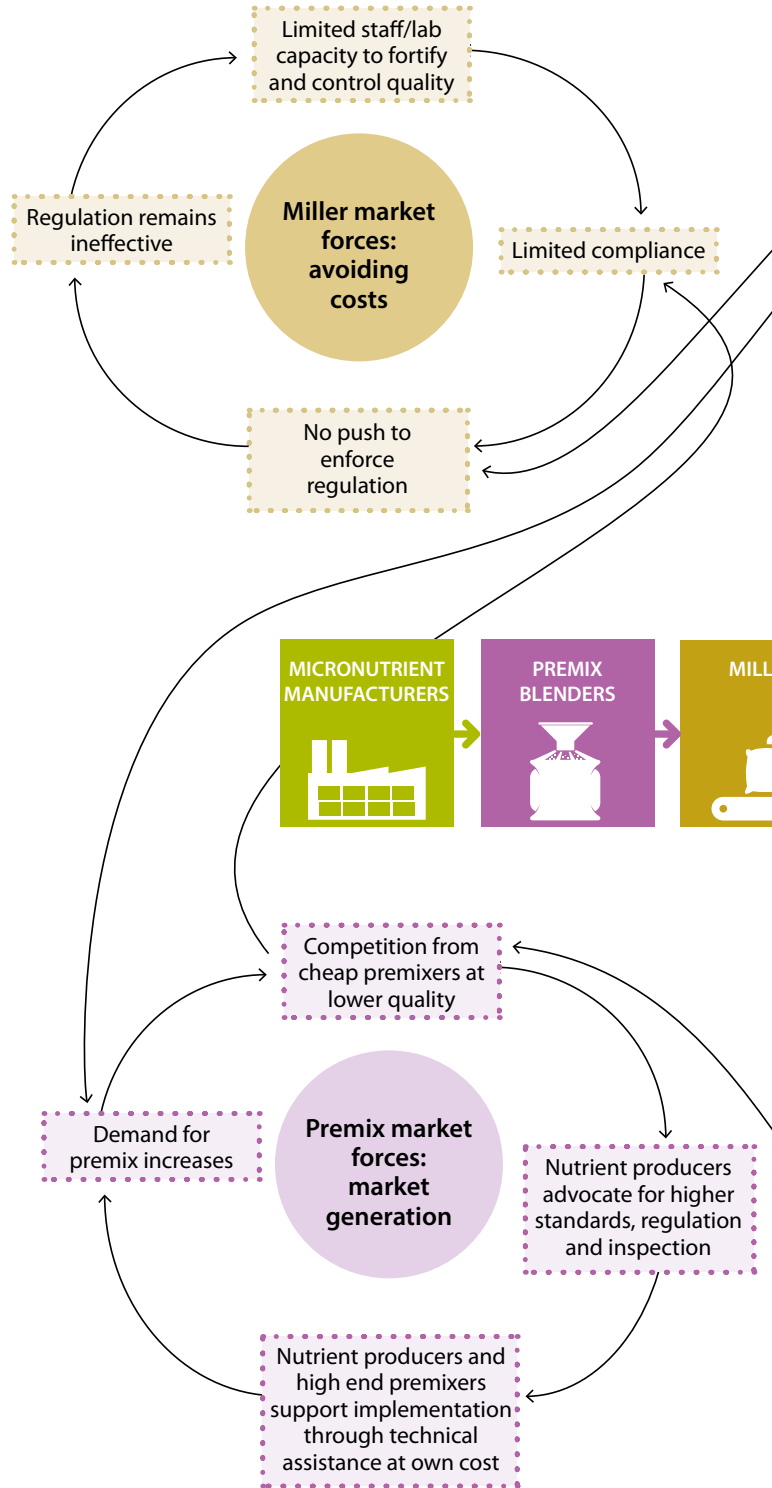 Limited staff/lab
capacity to fortify
and control quality
Regulation remains
ineffective
Miller market
forces:
avoiding
costs
Limited compliance
No push to
enforce
regulation
MICRONUTRIENT
MANUFACTURERS
PREMIX
BLENDERS
MILL
Competition from
cheap premixers at
lower quality
Demand for
premix increases
Premix market
forces:
market
generation
Nutrient producers
advocate for higher
standards, regulation
and inspection
Nutrient producers and
high end premixers
support implementation
through technical
assistance at own cost